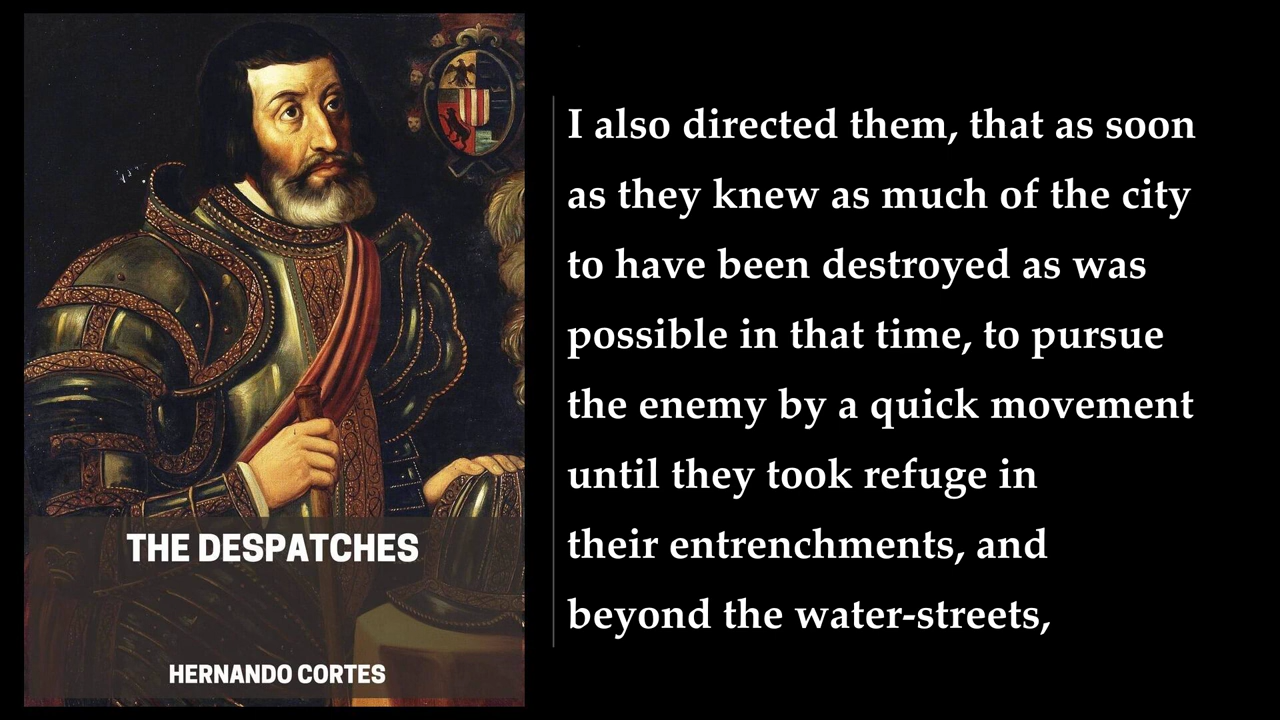 THE DESPATCHES
HERNANDO CORTES
I also directed them, that as soon
as they knew as much of the city
to have been destroyed as was
possible in that time, to pursue
the enemy by a quick movement
until they took refuge in
their entrenchments, and
beyond the water-streets,